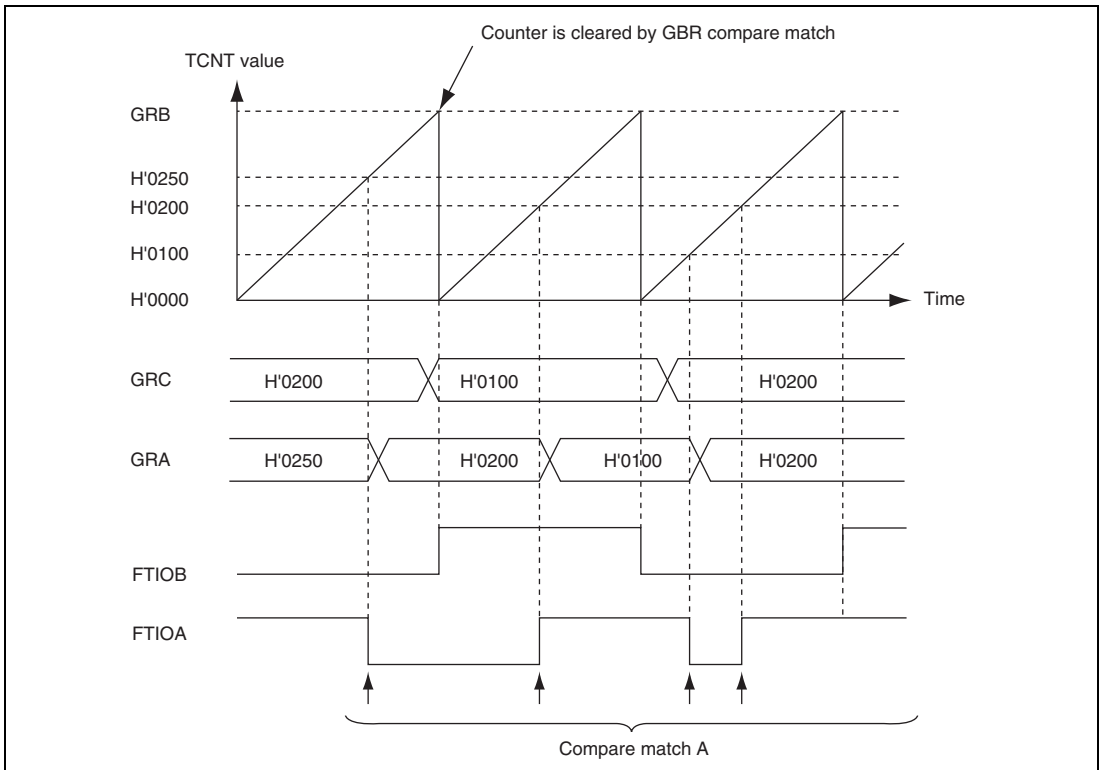 Counter is cleared by GBR compare match
TCNT value
GRB
H'0250
H'0200
H'0100
H'0000
Time
GRC
H'0200
H'0100
H'0200
GRA
H'0250
H'0200
H'0100
H'0200
FTIOB
FTIOA
Compare match A